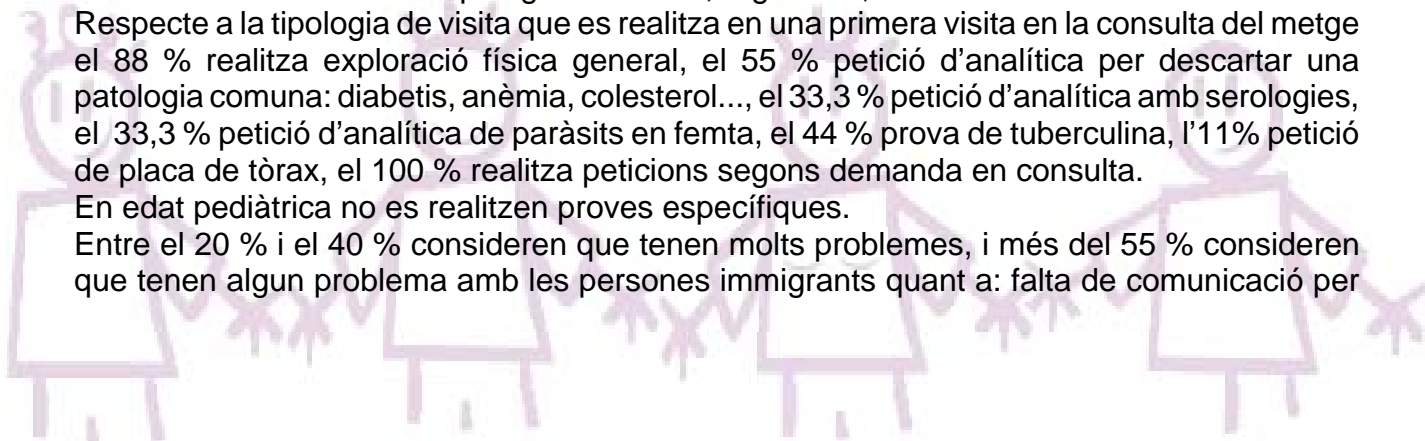 Respecte a la tipologia de visita que es realitza en una primera visita en la consulta del metge
el 88 % realitza exploració física general, el 55 % petició d'analítica per descartar una
patologia comuna: diabetis, anèmia, colesterol..., el 33,3 % petició d'analítica amb serologies,
el 33,3 % petició d'analítica de paràsits en femta, el 44 % prova de tuberculina, l'11% petició
de placa de tòrax, el 100 % realitza peticions segons demanda en consulta.
En edat pediàtrica no es realitzen proves específiques.
Entre el 20 % i el 40 % consideren que tenen molts problemes, i més del 55 % consideren
que tenen algun problema amb les persones immigrants quant a: falta de comunicació per